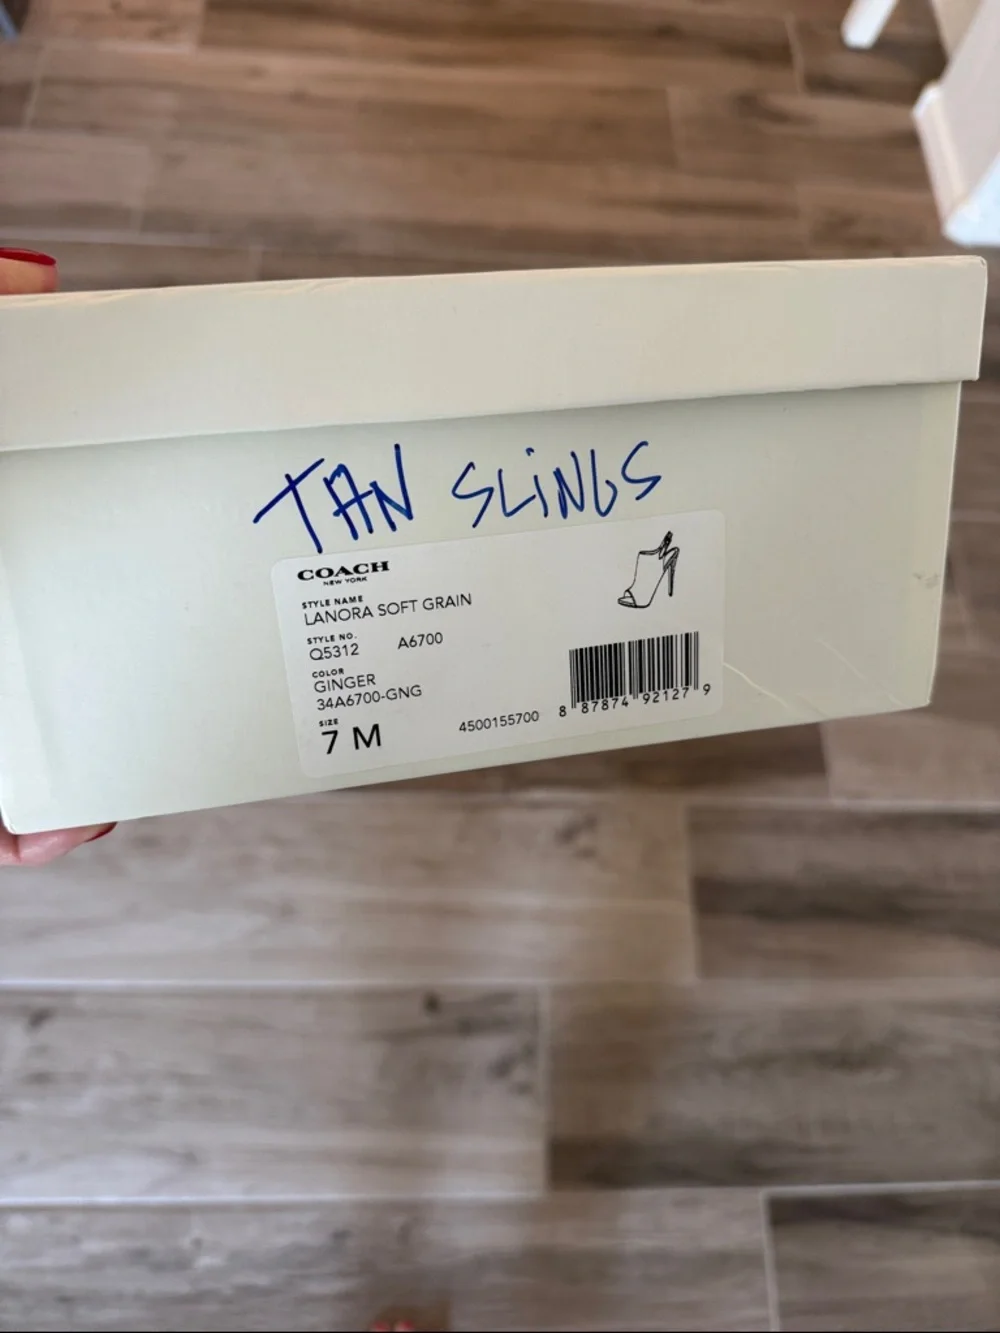 TAN SLiNGS
COACH
NEW YORK
STYLE NAME
LANORA SOFT GRAIN
STYLE NO.
Q5312 A6700
COLOR
GINGER
34A6700-GNG
SIZE
7 M
4500155700
8 87874 92127 9